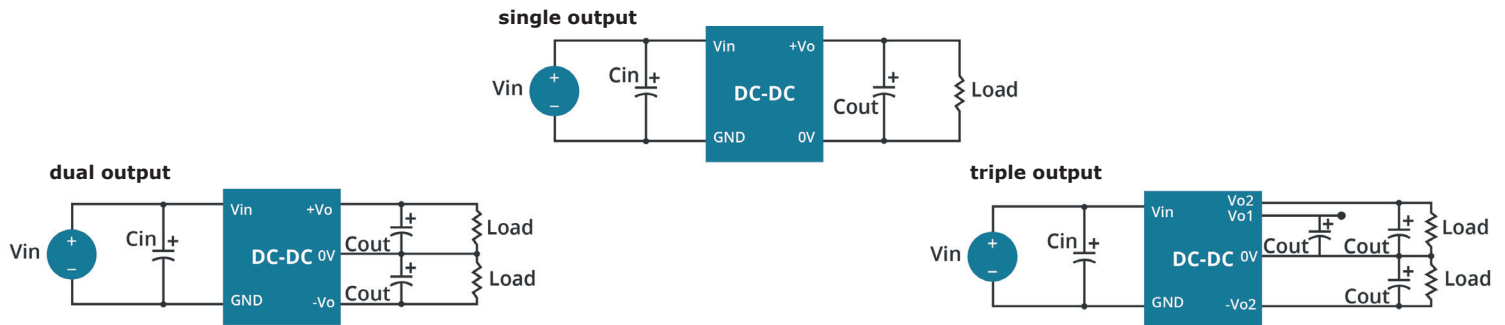 single output
Vin
+
−
Cin +
Vin
+Vo
DC-DC
GND
0V
+
Cout
Load
dual output
Vin
+
−
Cin +
Vin
+Vo
DC-DC
0V
GND
-Vo
+
Cout
Load
+
Cout
Load
triple output
Vin
+
−
Cin +
Vin
Vo2
Vo1
DC-DC
0V
GND
-Vo2
+
Cout
+
Cout
Load
+
Cout
Load